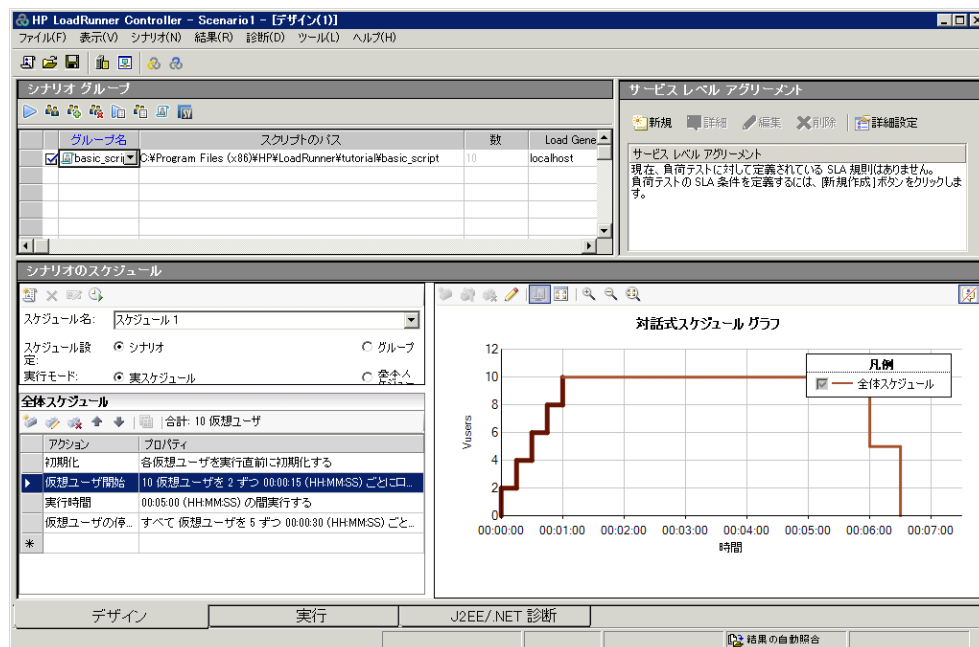 HP LoadRunner Controller - Scenario1 - [デザイン(1)]
ファイル(F) 表示(V) シナリオ(N) 結果(R) 診断(D) ツール(L) ヘルプ(H)
シナリオ グループ
グループ名 スクリプトのパス 数 Load Gene
basic_scrip C:¥Program Files (x86)¥HP¥LoadRunner¥tutorial¥basic_script 10 localhost
サービス レベル アグリーメント
新規 詳細 編集 削除 詳細設定
サービス レベル アグリーメント
現在、負荷テストに対して定義されている SLA 規則はありません。
負荷テストの SLA 条件を定義するには、[新規作成]ボタンをクリックしま
す。
シナリオのスケジュール
スケジュール名: スケジュール 1
スケジュール設
定:
シナリオ グループ
実行モード: 実スケジュール
全体スケジュール
合計: 10 仮想ユーザ
アクション プロパティ
初期化 各仮想ユーザを実行直前に初期化する
仮想ユーザ開始 10 仮想ユーザを 2 ずつ 00:00:15 (HH:MM:SS) ごとにロ...
実行時間 00:05:00 (HH:MM:SS) の間実行する
仮想ユーザの停... すべて 仮想ユーザを 5 ずつ 00:00:30 (HH:MM:SS) ごと...
対話式スケジュール グラフ
凡例
全体スケジュール
Vusers
12
10
8
6
4
2
0
00:00:00 00:01:00 00:02:00 00:03:00 00:04:00 00:05:00 00:06:00 00:07:00
時間
デザイン 実行 J2EE/.NET 診断
結果の自動照合